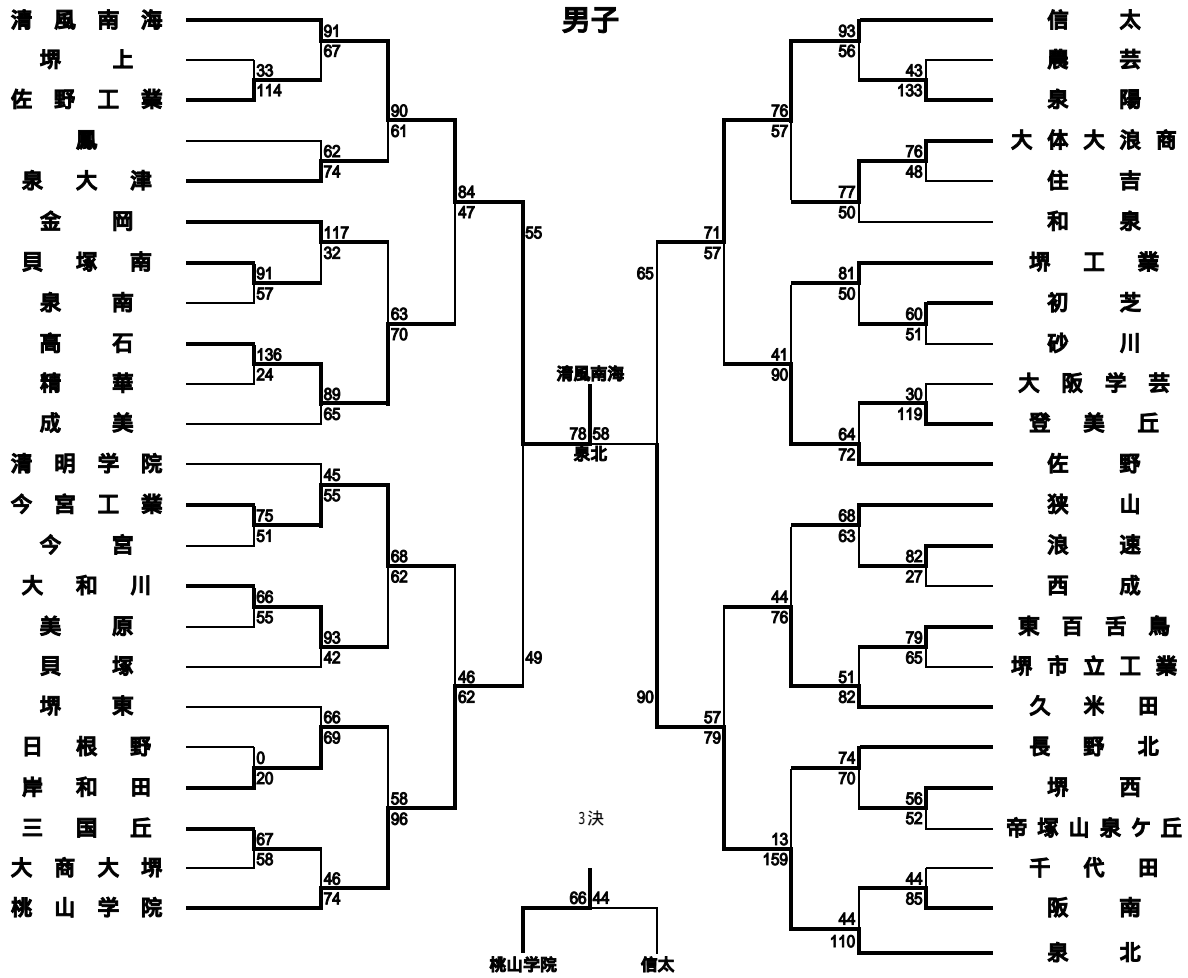 男子
清風南海
91
67
堺上
33
114
佐野工業
90
61
鳳
62
74
泉大津
84
47
金岡
117
32
貝塚南
91
57
泉南
63
70
高石
136
24
精華
89
65
成美
55
清明学院
45
55
今宮工業
75
51
今宮
68
62
大和川
66
55
美原
93
42
貝塚
49
46
62
堺東
66
69
日根野
0
20
岸和田
58
96
三国丘
67
58
大商大堺
46
74
桃山学院
清風南海
78 58
泉北
3決
66 44
桃山学院 信太
信太
93
56
農芸
43
133
泉陽
76
57
大体大浪商
76
48
住吉
77
50
和泉
71
57
65
堺工業
81
50
初芝
60
51
砂川
41
90
大阪学芸
30
119
登美丘
64
72
佐野
狭山
68
63
浪速
82
27
西成
44
76
東百舌鳥
79
65
堺市立工業
51
82
久米田
90
57
79
長野北
74
70
堺西
56
52
帝塚山泉ケ丘
13
159
千代田
44
85
阪南
44
110
泉北